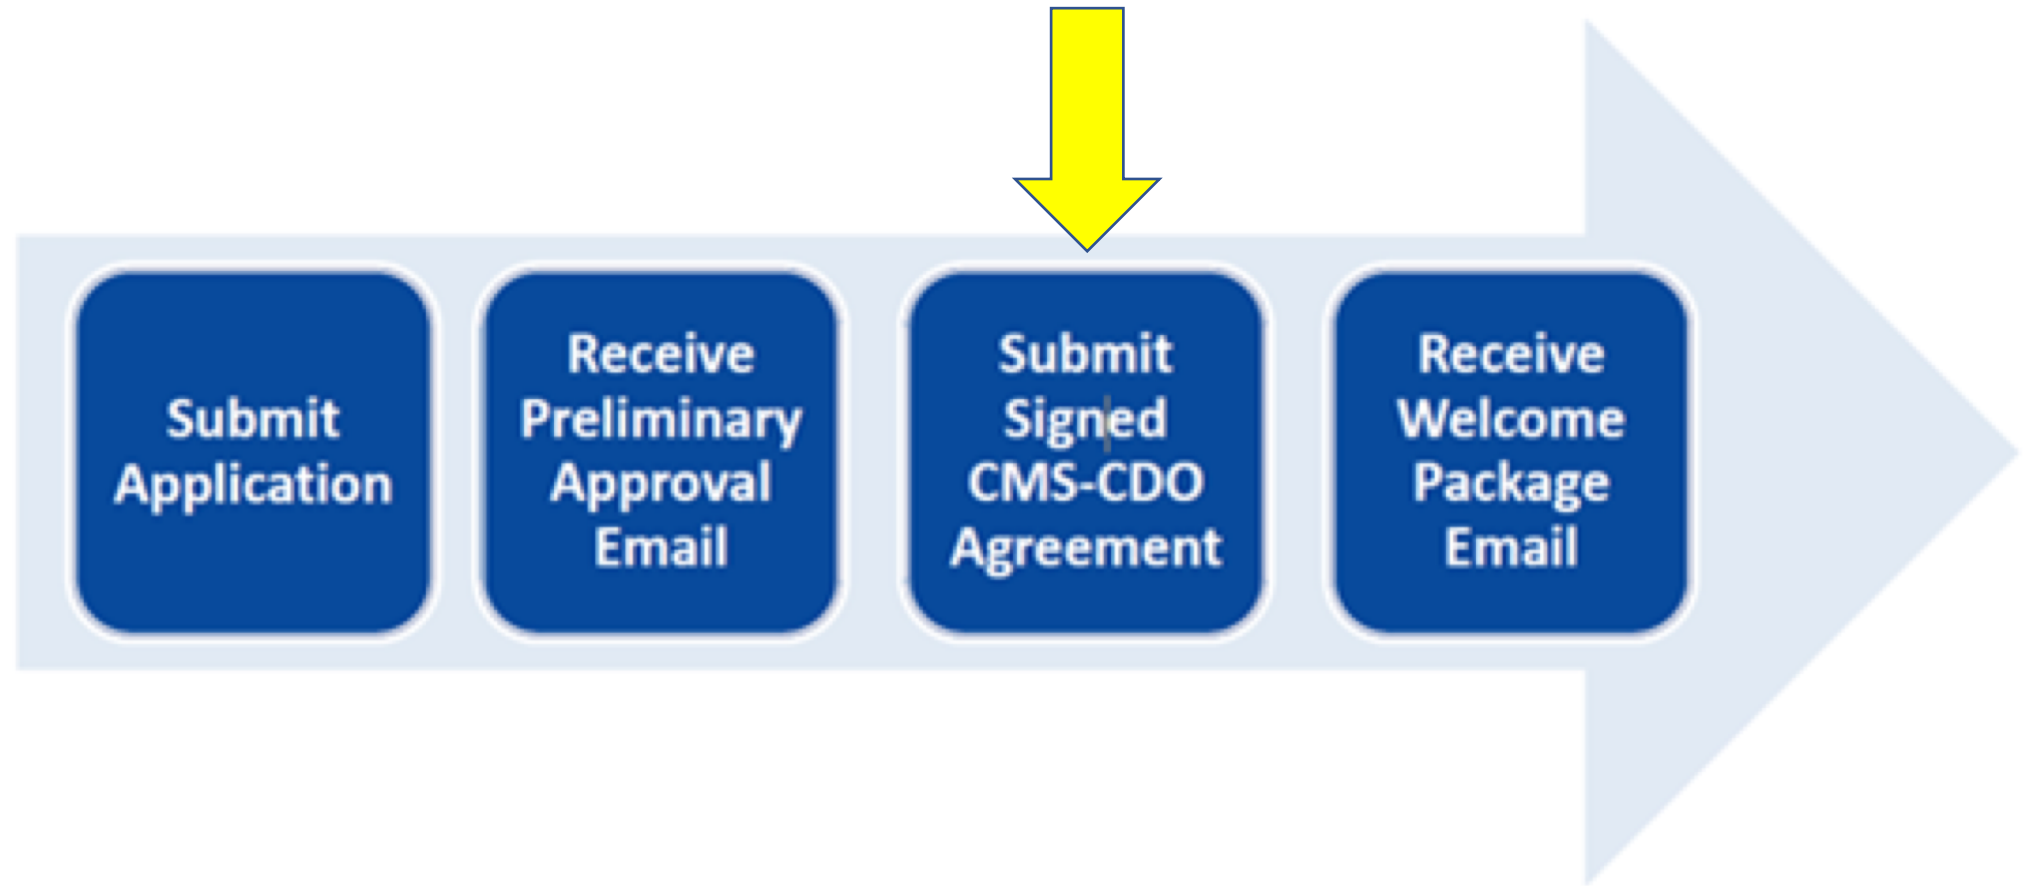 Submit
Application
Receive
Preliminary
Approval
Email
Submit
Signed
CMS-CDO
Agreement
Receive
Welcome
Package
Email